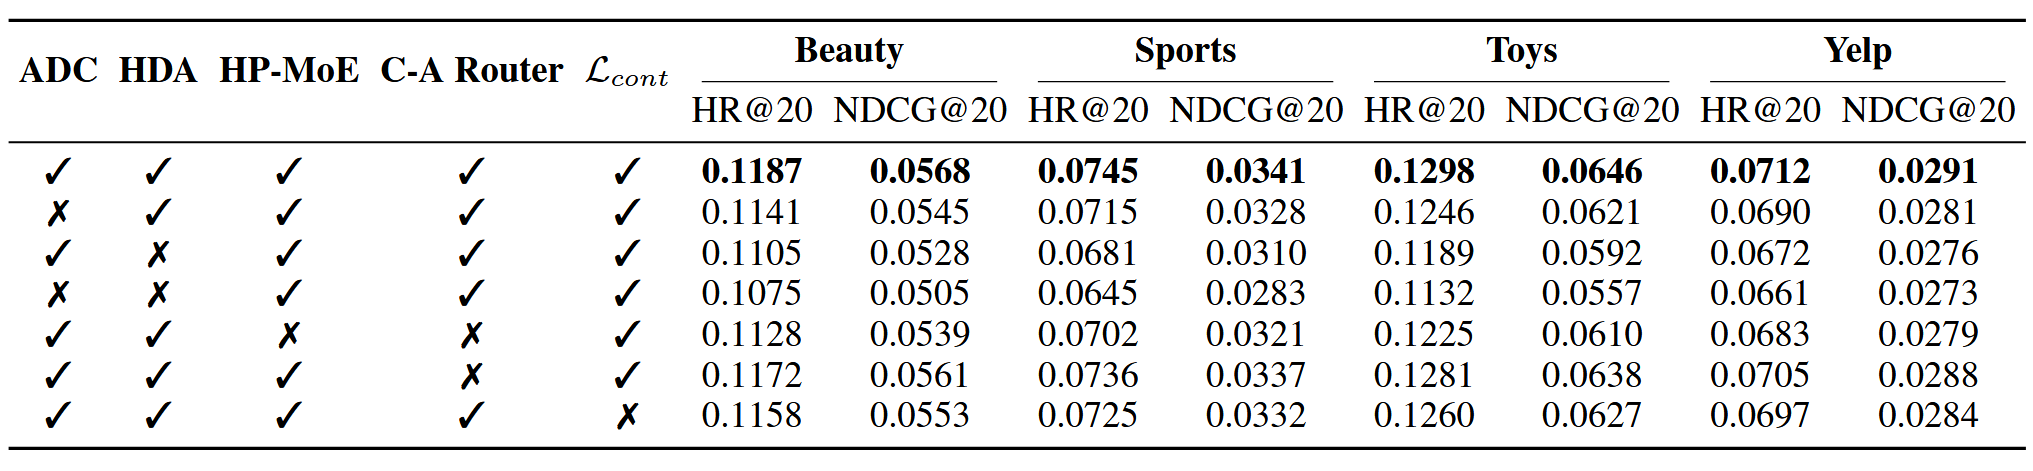 ADC HDA HP-MoE C-A Router ℒcont Beauty Sports Toys Yelp
HR@20 NDCG@20 HR@20 NDCG@20 HR@20 NDCG@20 HR@20 NDCG@20
✓ ✓ ✓ ✓ ✓ 0.1187 0.0568 0.0745 0.0341 0.1298 0.0646 0.0712 0.0291
✗ ✓ ✓ ✓ ✓ 0.1141 0.0545 0.0715 0.0328 0.1246 0.0621 0.0690 0.0281
✓ ✗ ✓ ✓ ✓ 0.1105 0.0528 0.0681 0.0310 0.1189 0.0592 0.0672 0.0276
✗ ✗ ✓ ✓ ✓ 0.1075 0.0505 0.0645 0.0283 0.1132 0.0557 0.0661 0.0273
✓ ✓ ✗ ✗ ✓ 0.1128 0.0539 0.0702 0.0321 0.1225 0.0610 0.0683 0.0279
✓ ✓ ✓ ✗ ✓ 0.1172 0.0561 0.0736 0.0337 0.1281 0.0638 0.0705 0.0288
✓ ✓ ✓ ✓ ✗ 0.1158 0.0553 0.0725 0.0332 0.1260 0.0627 0.0697 0.0284